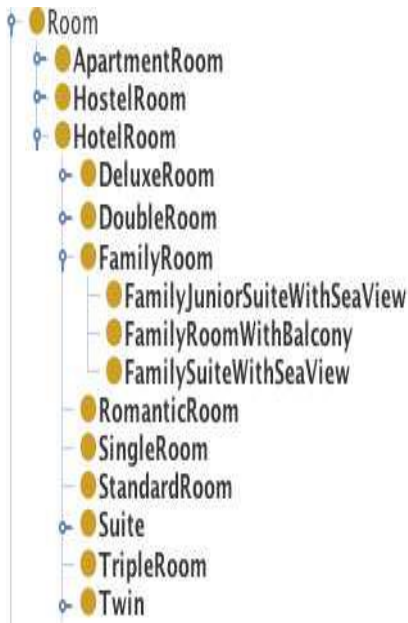 Room
ApartmentRoom
HostelRoom
HotelRoom
DeluxeRoom
DoubleRoom
FamilyRoom
FamilyJuniorSuiteWithSeaView
FamilyRoomWithBalcony
FamilySuiteWithSeaView
RomanticRoom
SingleRoom
StandardRoom
Suite
TripleRoom
Twin